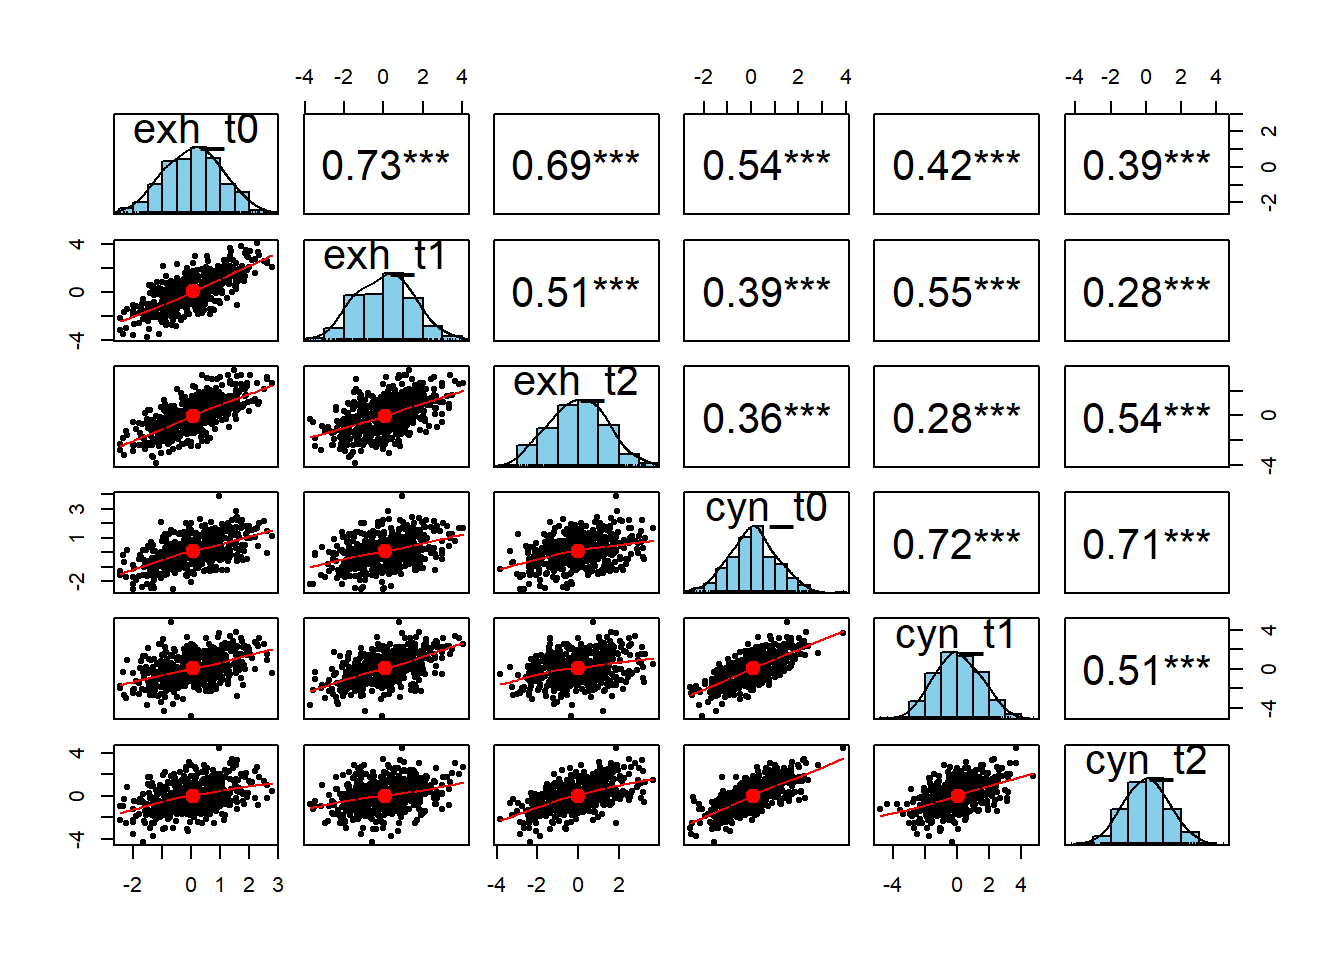 -4 -2 0 2 4 -2 0 2 4 -4 -2 0 2 4
exh_t0 0.73*** 0.69*** 0.54*** 0.42*** 0.39*** -2 0 2
-4 0 4 exh_t1 0.51*** 0.39*** 0.55*** 0.28***
exh_t2 0.36*** 0.28*** 0.54*** -4 0
-2 1 3 cyn_t0 0.72*** 0.71***
cyn_t1 0.51*** -4 0 4
-4 0 4 cyn_t2
-2 0 1 2 3 -4 -2 0 2 -4 0 2 4